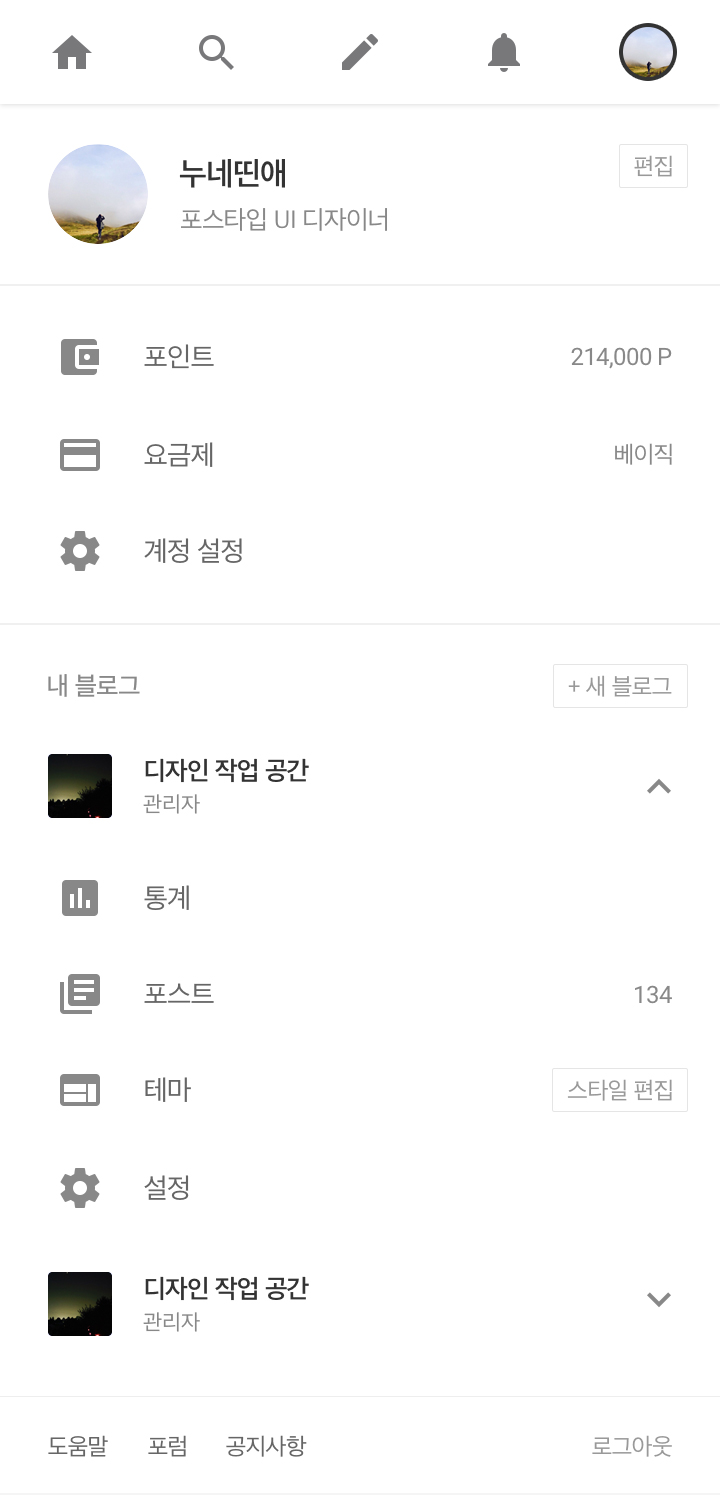 누네띤애
편집
포스타입 UI 디자이너
포인트 214,000 P
요금제 베이직
계정 설정
내 블로그 + 새 블로그
디자인 작업 공간
관리자
통계
포스트 134
테마 스타일 편집
설정
디자인 작업 공간
관리자
도움말 포럼 공지사항 로그아웃